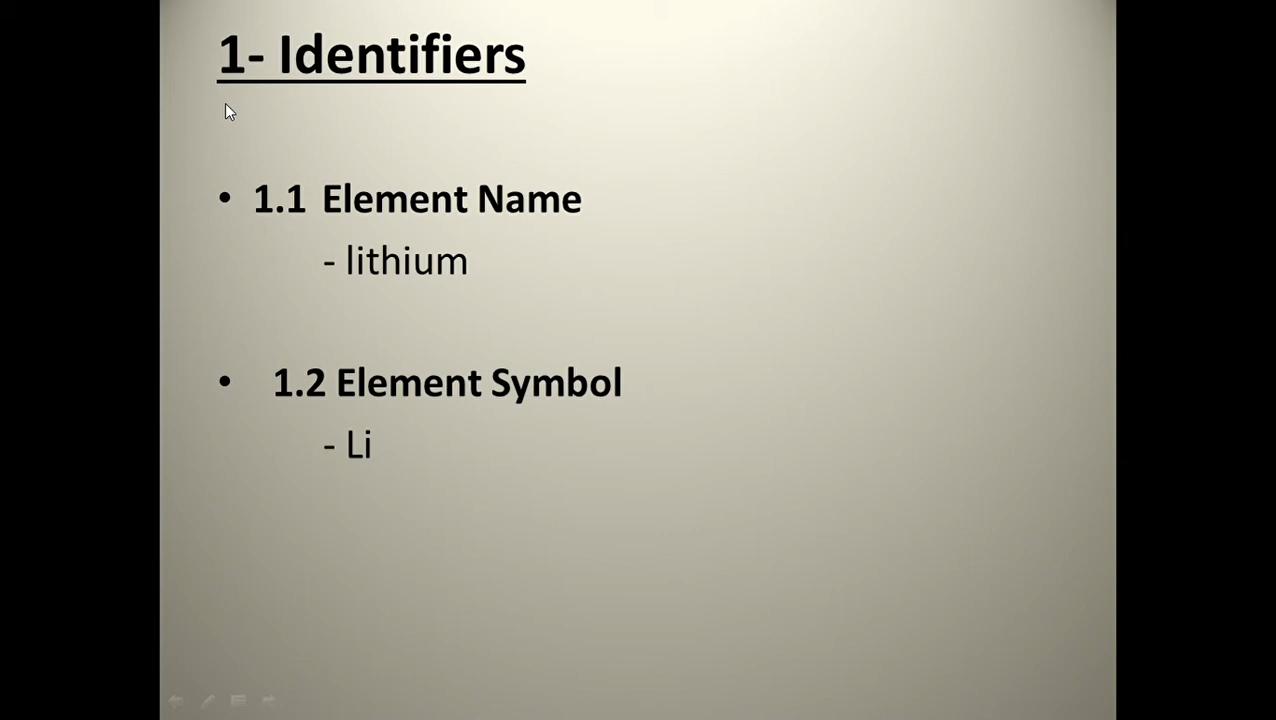 1- Identifiers
• 1.1 Element Name
- lithium
• 1.2 Element Symbol
- Li